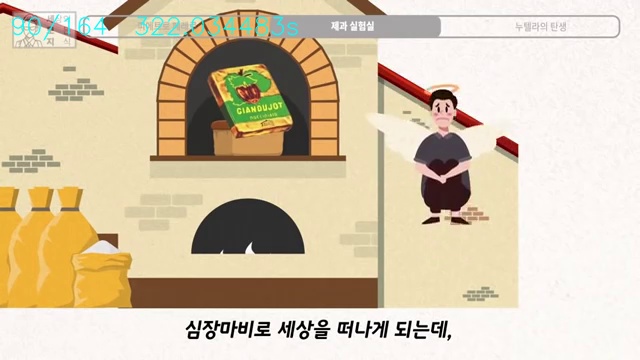 90/164 322.034483s
제과 실험실
누텔라의 탄생
GIANDUJOT
심장마비로 세상을 떠나게 되는데,